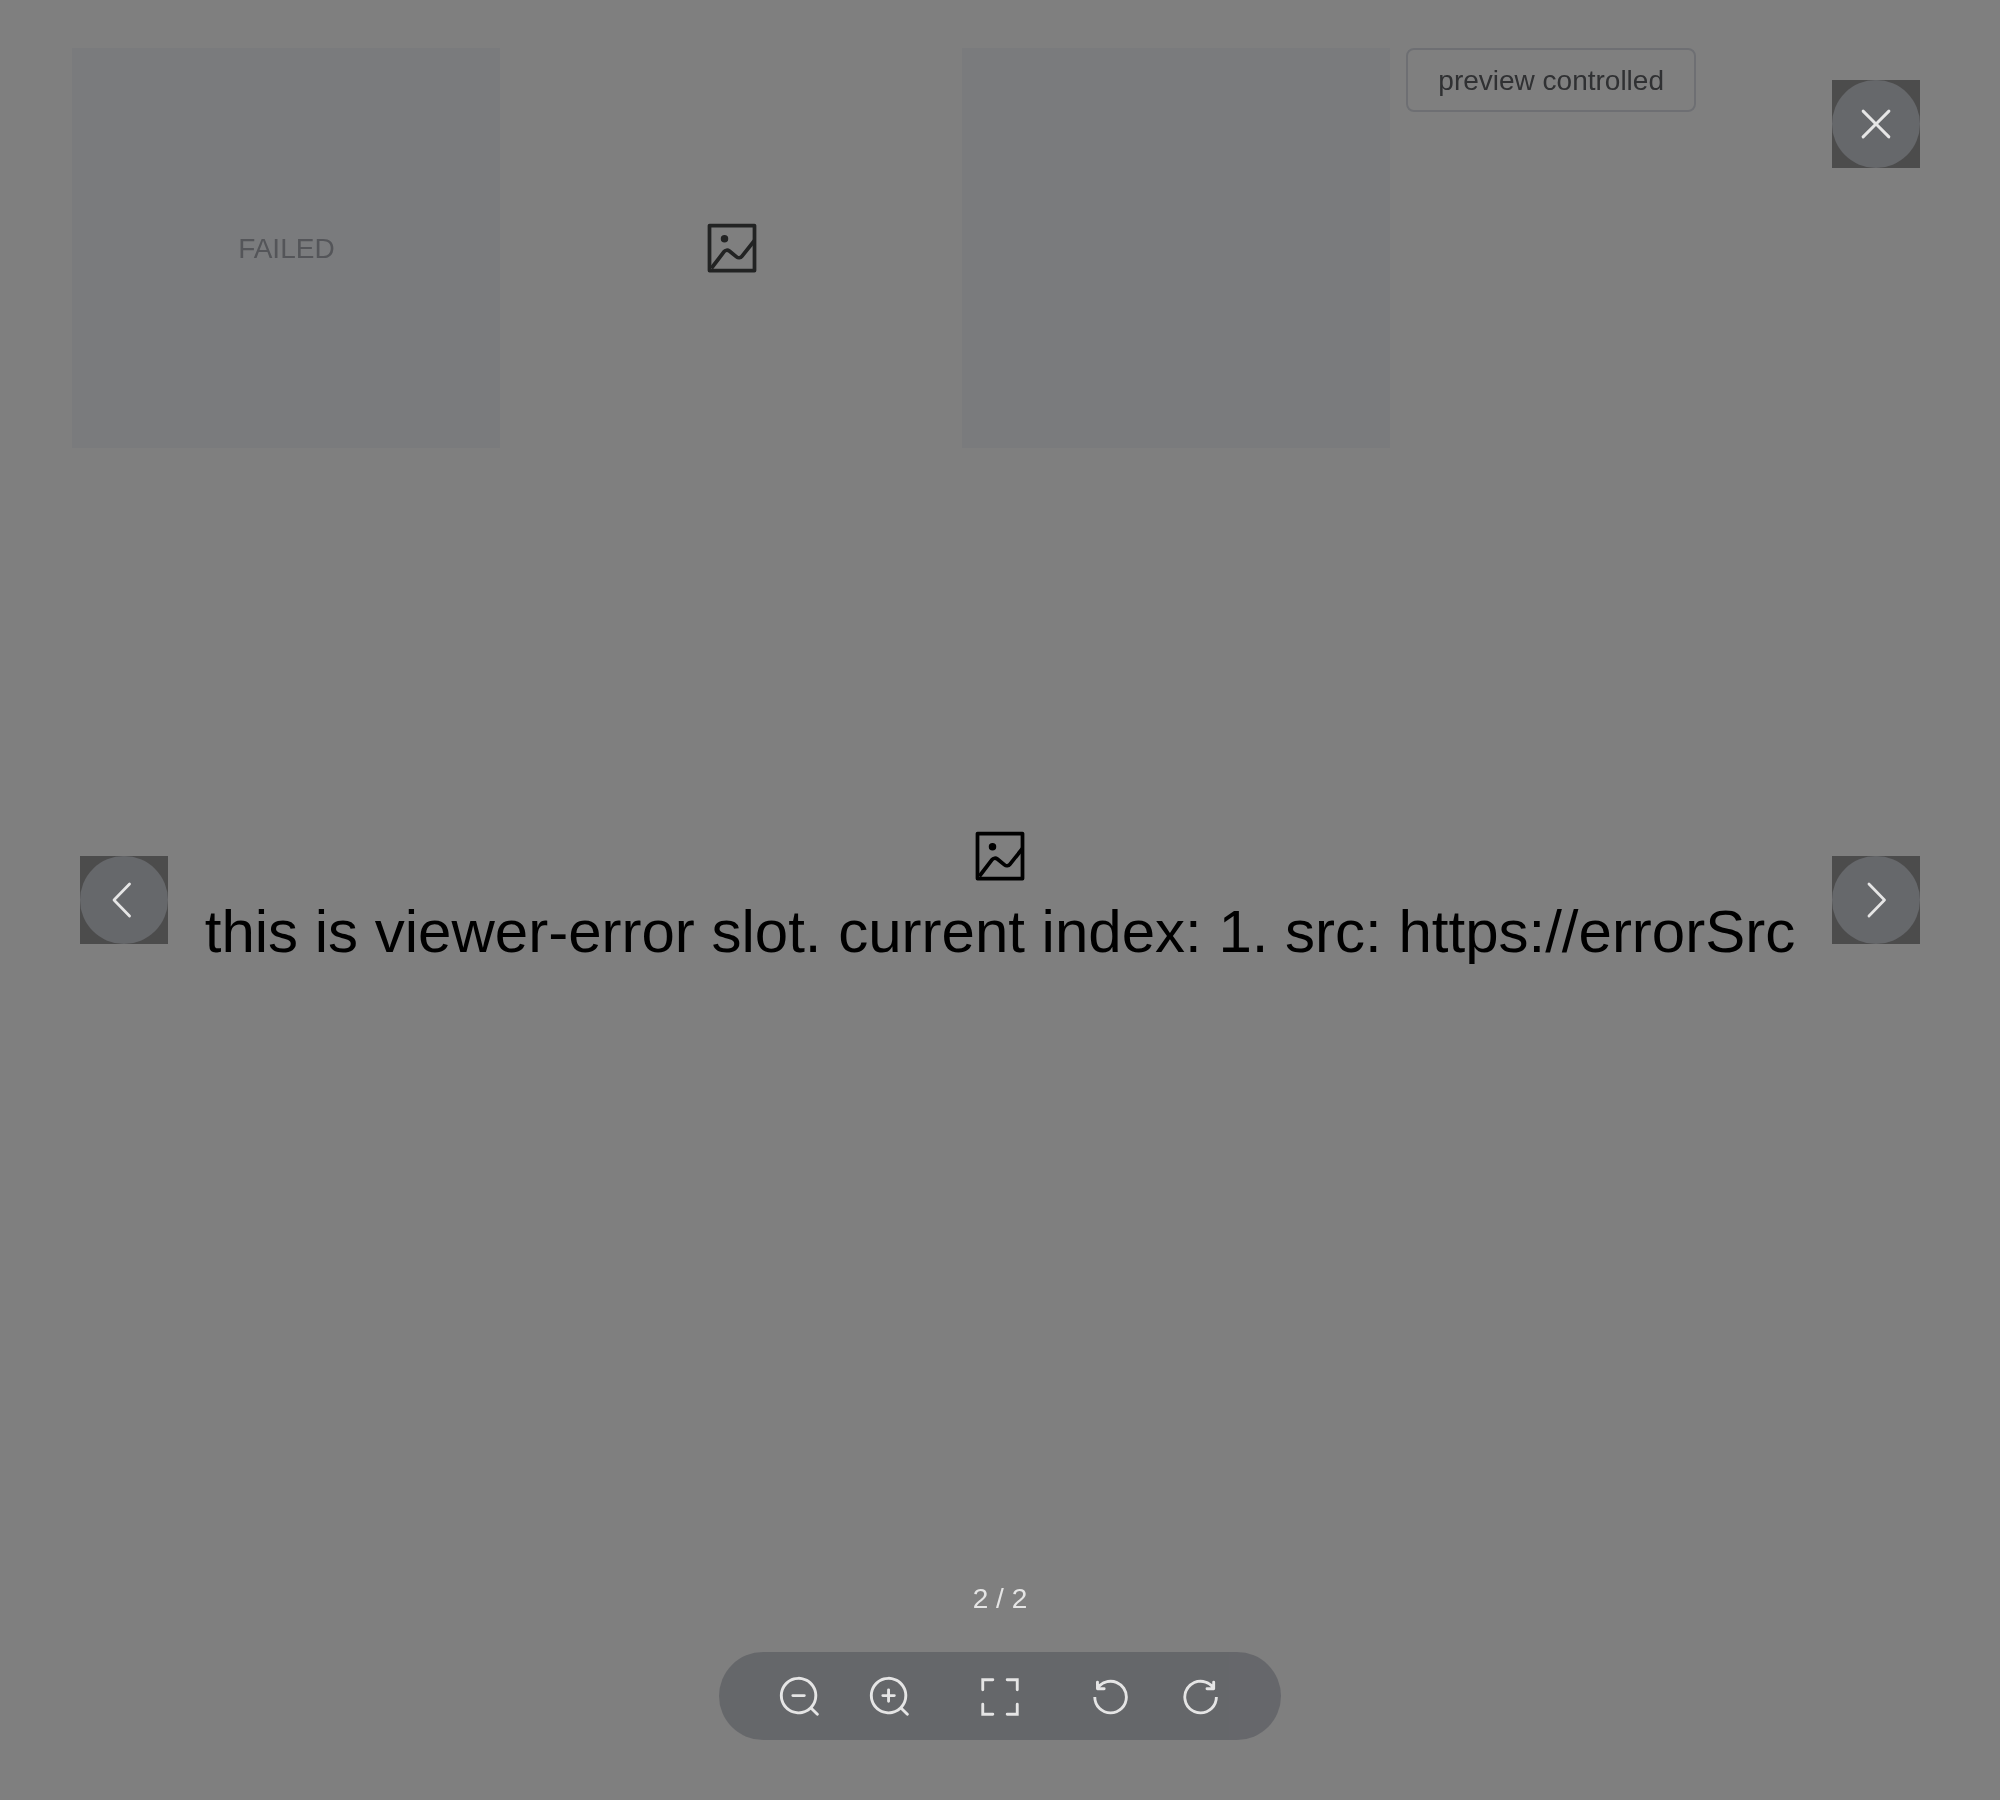 preview controlled
FAILED
this is viewer-error slot. current index: 1. src: https://errorSrc
2 / 2